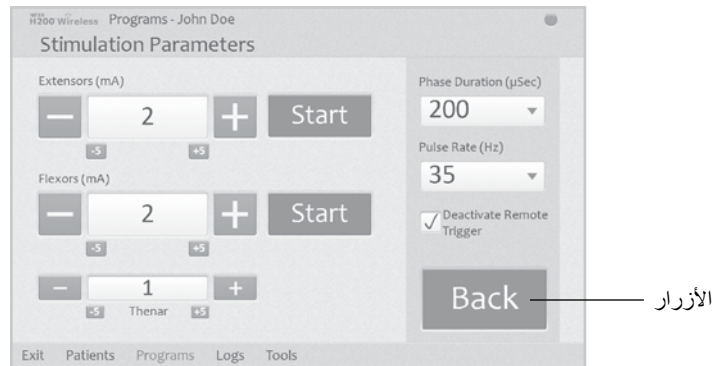 H200 Wireless Programs - John Doe
Stimulation Parameters
Extensors (mA)
2
Start
-5
+5
Flexors (mA)
2
Start
-5
+5
1
-5
Thenar
+5
Phase Duration (µSec)
200
Pulse Rate (Hz)
35
Deactivate Remote
Trigger
Back
الأزرار
Exit Patients Programs Logs Tools